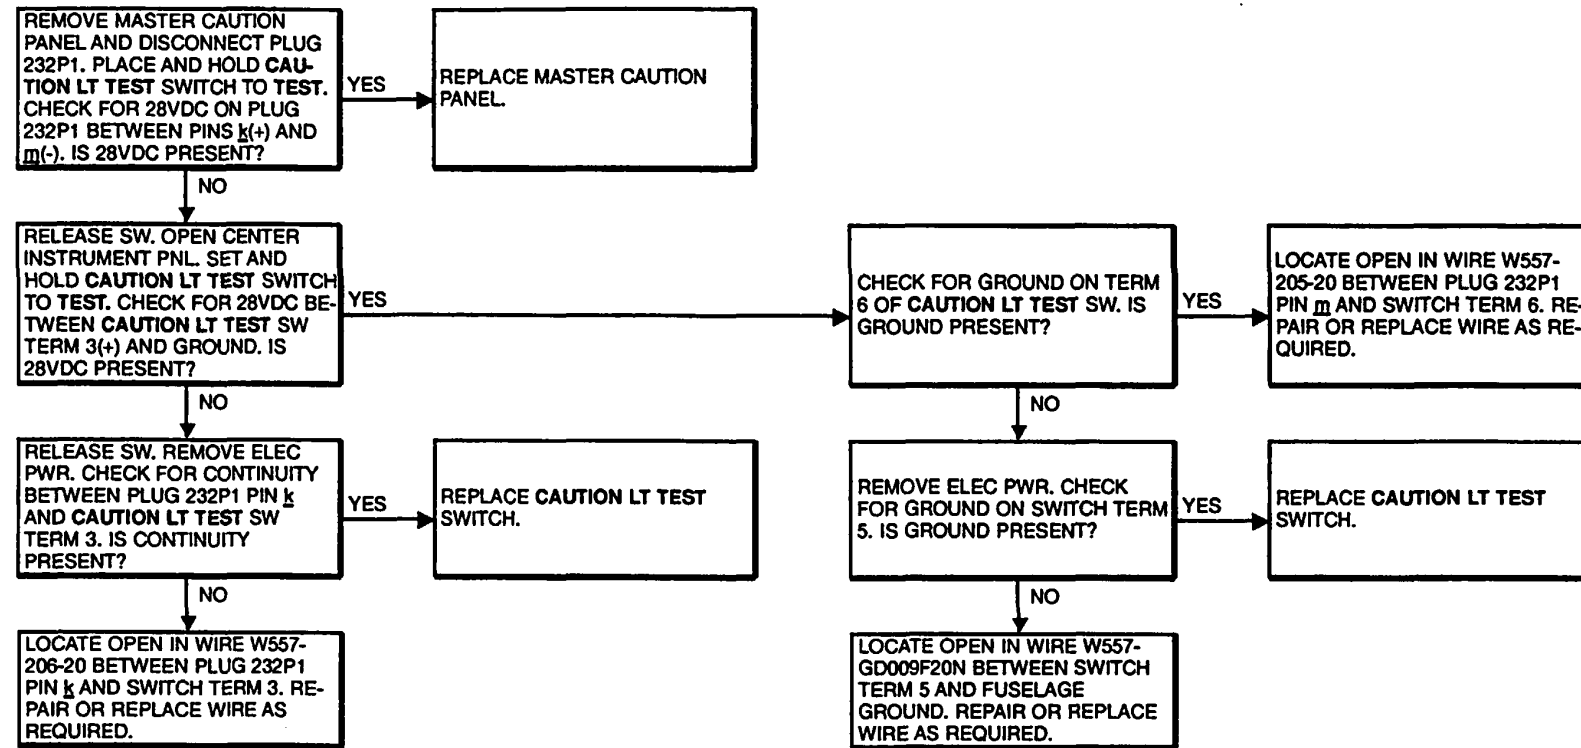 REMOVE MASTER CAUTION
PANEL AND DISCONNECT PLUG
232P1. PLACE AND HOLD CAU-
TION LT TEST SWITCH TO TEST.
CHECK FOR 28VDC ON PLUG
232P1 BETWEEN PINS k(+) AND
m(-). IS 28VDC PRESENT?
YES
REPLACE MASTER CAUTION
PANEL.
NO
RELEASE SW. OPEN CENTER
INSTRUMENT PNL. SET AND
HOLD CAUTION LT TEST SWITCH
TO TEST. CHECK FOR 28VDC BE-
TWEEN CAUTION LT TEST SW
TERM 3(+) AND GROUND. IS
28VDC PRESENT?
YES
CHECK FOR GROUND ON TERM
6 OF CAUTION LT TEST SW. IS
GROUND PRESENT?
YES
LOCATE OPEN IN WIRE W557-
205-20 BETWEEN PLUG 232P1
PIN m AND SWITCH TERM 6. RE-
PAIR OR REPLACE WIRE AS RE-
QUIRED.
NO
NO
RELEASE SW. REMOVE ELEC
PWR. CHECK FOR CONTINUITY
BETWEEN PLUG 232P1 PIN k
AND CAUTION LT TEST SW
TERM 3. IS CONTINUITY
PRESENT?
YES
REPLACE CAUTION LT TEST
SWITCH.
REMOVE ELEC PWR. CHECK
FOR GROUND ON SWITCH TERM
5. IS GROUND PRESENT?
YES
REPLACE CAUTION LT TEST
SWITCH.
NO
NO
LOCATE OPEN IN WIRE W557-
206-20 BETWEEN PLUG 232P1
PIN k AND SWITCH TERM 3. RE-
PAIR OR REPLACE WIRE AS
REQUIRED.
LOCATE OPEN IN WIRE W557-
GD009F20N BETWEEN SWITCH
TERM 5 AND FUSELAGE
GROUND. REPAIR OR REPLACE
WIRE AS REQUIRED.